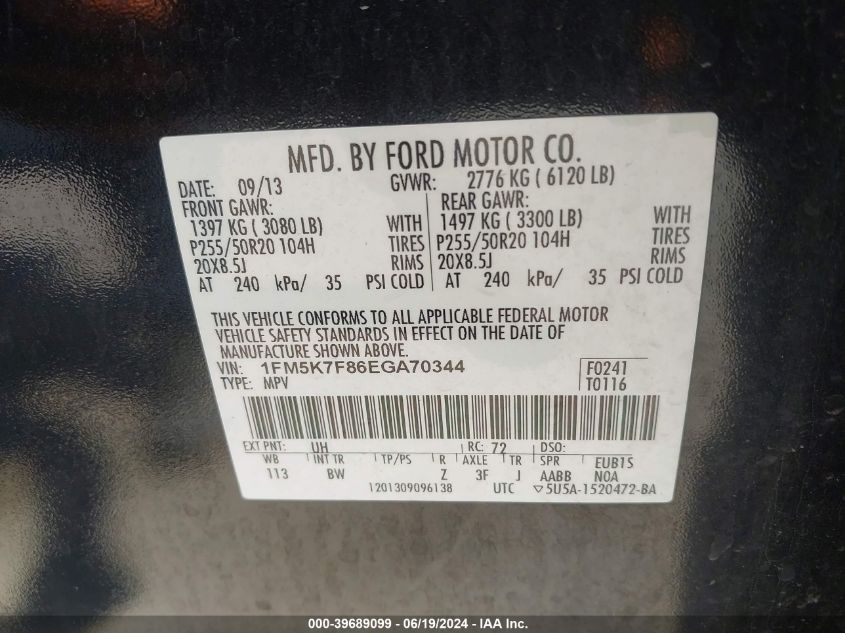 MFD. BY FORD MOTOR CO.
DATE: 09/13 GVWR: 2776 KG ( 6120 LB)
FRONT GAWR: REAR GAWR:
1397 KG ( 3080 LB) WITH 1497 KG ( 3300 LB) WITH
P255/50R20 104H TIRES P255/50R20 104H TIRES
20X8.5J RIMS 20X8.5J RIMS
AT 240 kPa/ 35 PSI COLD AT 240 kPa/ 35 PSI COLD
THIS VEHICLE CONFORMS TO ALL APPLICABLE FEDERAL MOTOR
VEHICLE SAFETY STANDARDS IN EFFECT ON THE DATE OF
MANUFACTURE SHOWN ABOVE.
VIN: 1FM5K7F86EGA70344 F0241
TYPE: MPV T0116
EXT PNT: UH RC: 72 DSO:
WB INT TR TP/PS R AXLE TR SPR EUB1S
113 BW Z 3F J AABB NOA
1201309096138 UTC ▽5U5A-1520472-BA
000-39689099 - 06/19/2024 - IAA Inc.